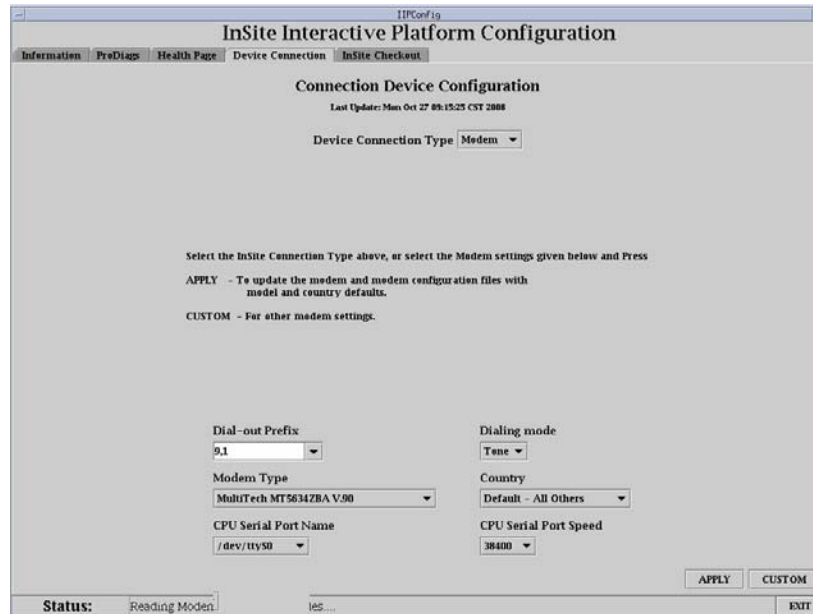 IIPConfig
InSite Interactive Platform Configuration
Information ProDiags Health Page Device Connection InSite Checkout
Connection Device Configuration
Last Update: Mon Oct 27 09:15:25 CST 2008
Device Connection Type Modem
Select the InSite Connection Type above, or select the Modem settings given below and Press
APPLY - To update the modem and modem configuration files with
model and country defaults.
CUSTOM - For other modem settings.
Dial-out Prefix Dialing mode
9,1 Tone
Modem Type Country
MultiTech MT5634ZBA V.90 Default - All Others
CPU Serial Port Name CPU Serial Port Speed
/dev/ttyS0 38400
APPLY CUSTOM
Status: Reading Modem les.... EXIT